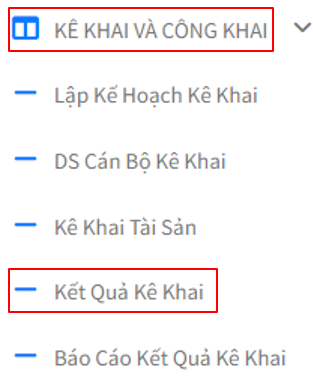 KÊ KHAI VÀ CÔNG KHAI
Lập Kế Hoạch Kê Khai
DS Cán Bộ Kê Khai
Kê Khai Tài Sản
Kết Quả Kê Khai
Báo Cáo Kết Quả Kê Khai